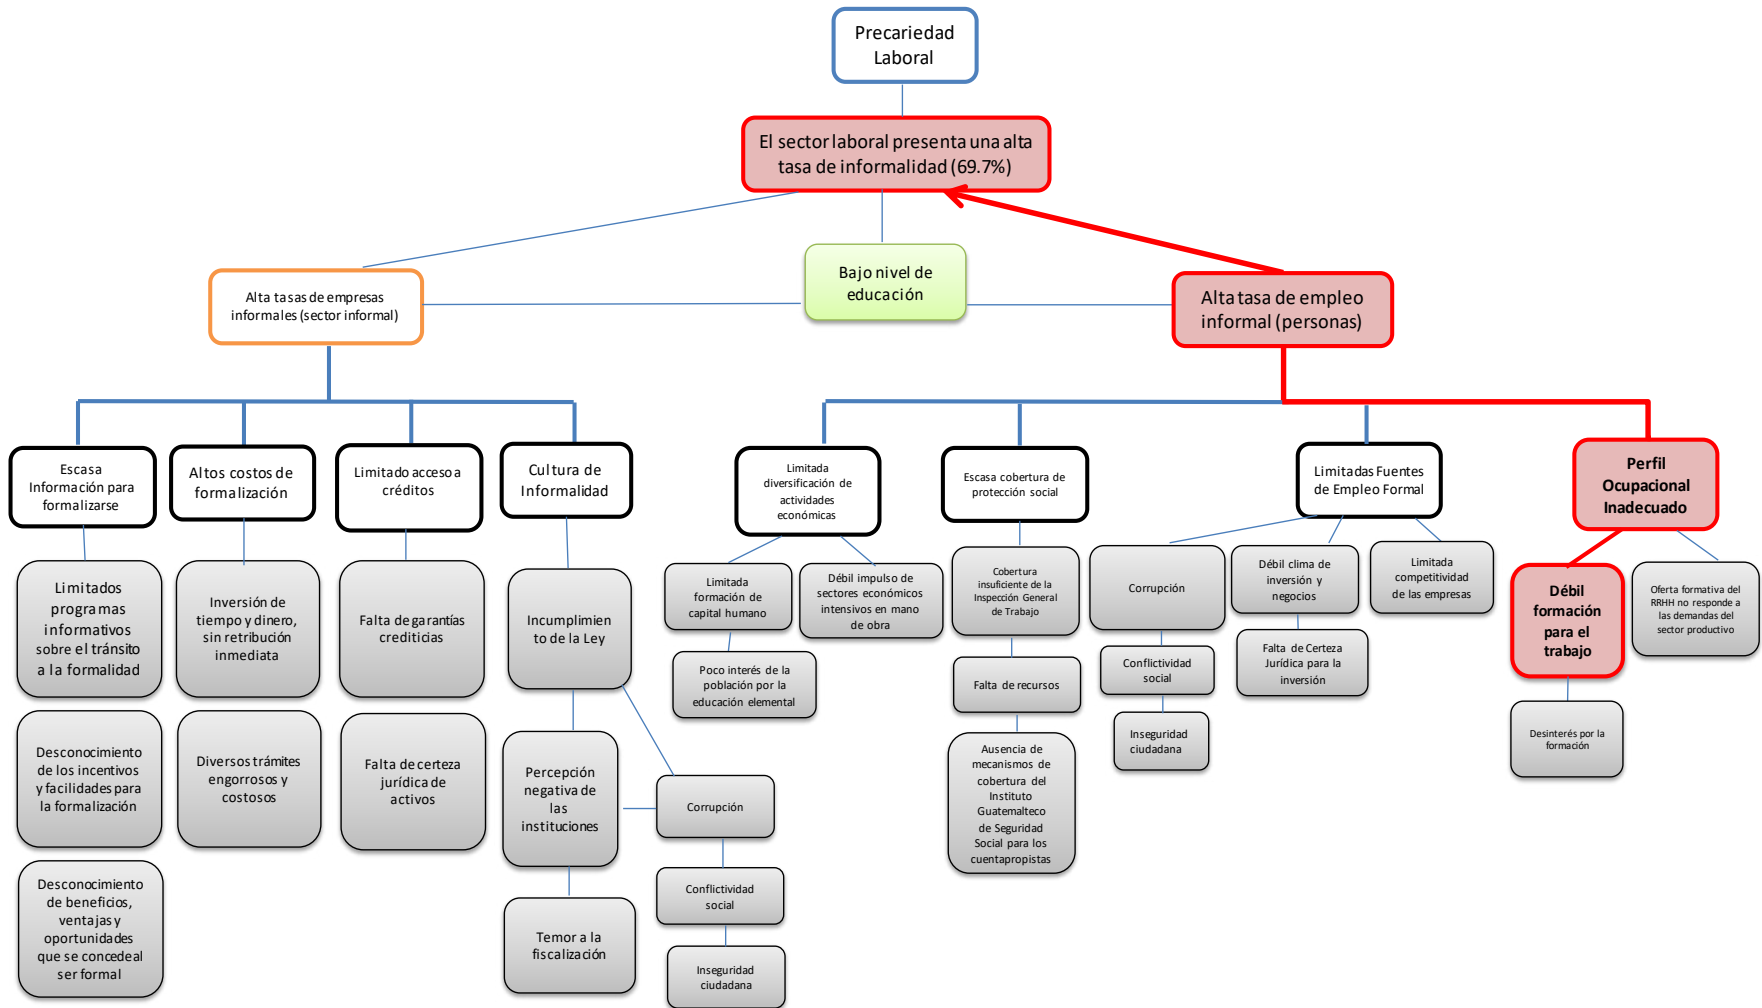 Precariedad
Laboral
El sector laboral presenta una alta
tasa de informalidad (69.7%)
Bajo nivel de
educación
Alta tasas de empresas
informales (sector informal)
Alta tasa de empleo
informal (personas)
Escasa
Información para
formalizarse
Altos costos de
formalización
Limitado acceso a
créditos
Cultura de
Informalidad
Limitada
diversificación de
actividades
económicas
Escasa cobertura de
protección social
Limitadas Fuentes
de Empleo Formal
Perfil
Ocupacional
Inadecuado
Limitados
programas
informativos
sobre el tránsito
a la formalidad
Inversión de
tiempo y dinero,
sin retribución
inmediata
Falta de garantías
crediticias
Incumplimien
to de la Ley
Limitada
formación de
capital humano
Débil impulso de
sectores económicos
intensivos en mano
de obra
Cobertura
insuficiente de la
Inspección General
de Trabajo
Corrupción
Débil clima de
inversión y
negocios
Limitada
competitividad
de las empresas
Débil
formación
para el
trabajo
Oferta formativa del
RRHH no responde a
las demandas del
sector productivo
Poco interés de la
población por la
educación elemental
Falta de recursos
Conflictividad
social
Falta de Certeza
Jurídica para la
inversión
Desconocimiento
de los incentivos
y facilidades para
la formalización
Diversos trámites
engorrosos y
costosos
Falta de certeza
jurídica de
activos
Percepción
negativa de
las
instituciones
Corrupción
Ausencia de
mecanismos de
cobertura del
Instituto
Guatemalteco
de Seguridad
Social para los
cuentapropistas
Inseguridad
ciudadana
Desinterés por la
formación
Desconocimiento
de beneficios,
ventajas y
oportunidades
que se concede al
ser formal
Temor a la
fiscalización
Conflictividad
social
Inseguridad
ciudadana